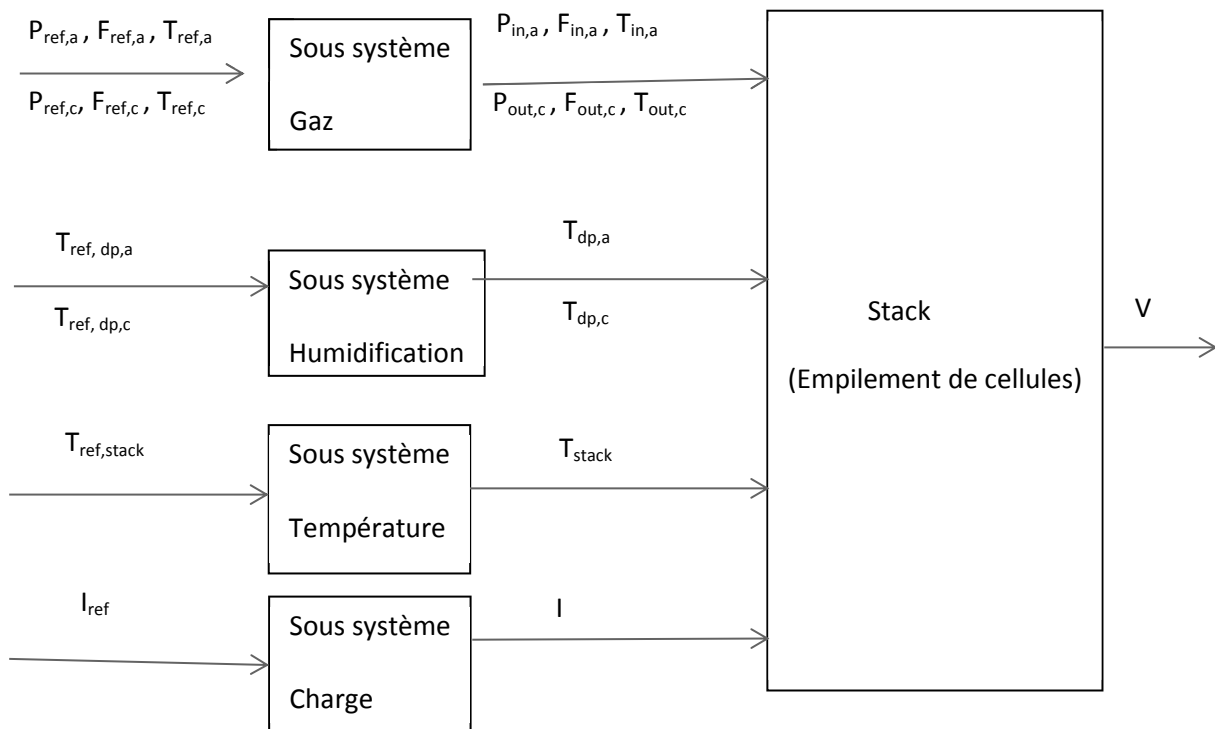 P_ref,a , F_ref,a , T_ref,a
P_ref,c, F_ref,c , T_ref,c
Sous système
Gaz
P_in,a , F_in,a , T_in,a
P_out,c , F_out,c , T_out,c
T_ref, dp,a
T_ref, dp,c
Sous système
Humidification
T_dp,a
T_dp,c
Stack
(Empilement de cellules)
V
T_ref,stack
Sous système
Température
T_stack
I_ref
Sous système
Charge
I